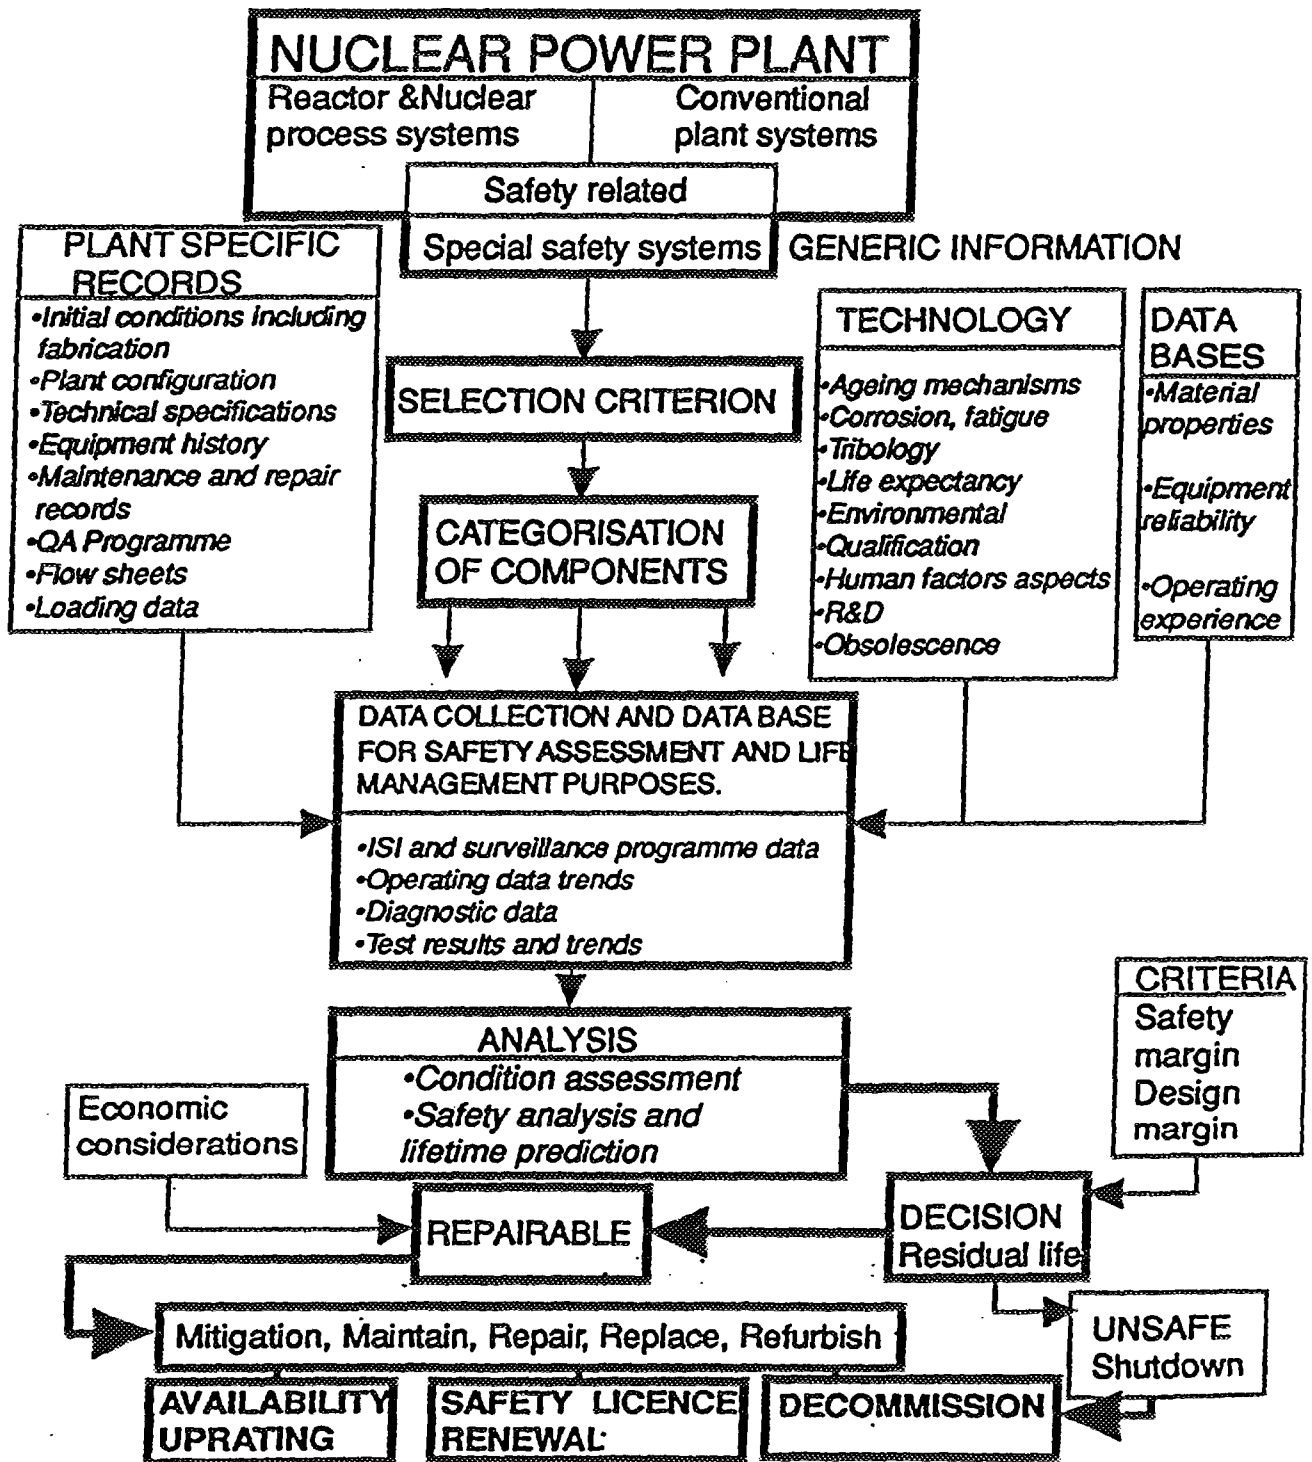 NUCLEAR POWER PLANT
Reactor &Nuclear
process systems
Conventional
plant systems
Safety related
Special safety systems
PLANT SPECIFIC
RECORDS
•Initial conditions including
fabrication
•Plant configuration
•Technical specifications
•Equipment history
•Maintenance and repair
records
•QA Programme
•Flow sheets
•Loading data
GENERIC INFORMATION
TECHNOLOGY
•Ageing mechanisms
•Corrosion, fatigue
•Tribology
•Life expectancy
•Environmental
•Qualification
•Human factors aspects
•R&D
•Obsolescence
DATA
BASES
•Material
properties
•Equipment
reliability
•Operating
experience
SELECTION CRITERION
CATEGORISATION
OF COMPONENTS
DATA COLLECTION AND DATA BASE
FOR SAFETY ASSESSMENT AND LIFE
MANAGEMENT PURPOSES.
•ISI and surveillance programme data
•Operating data trends
•Diagnostic data
•Test results and trends
ANALYSIS
•Condition assessment
•Safety analysis and
lifetime prediction
CRITERIA
Safety
margin
Design
margin
Economic
considerations
REPAIRABLE
DECISION
Residual life
Mitigation, Maintain, Repair, Replace, Refurbish
UNSAFE
Shutdown
AVAILABILITY
UPRATING
SAFETY LICENCE
RENEWAL
DECOMMISSION